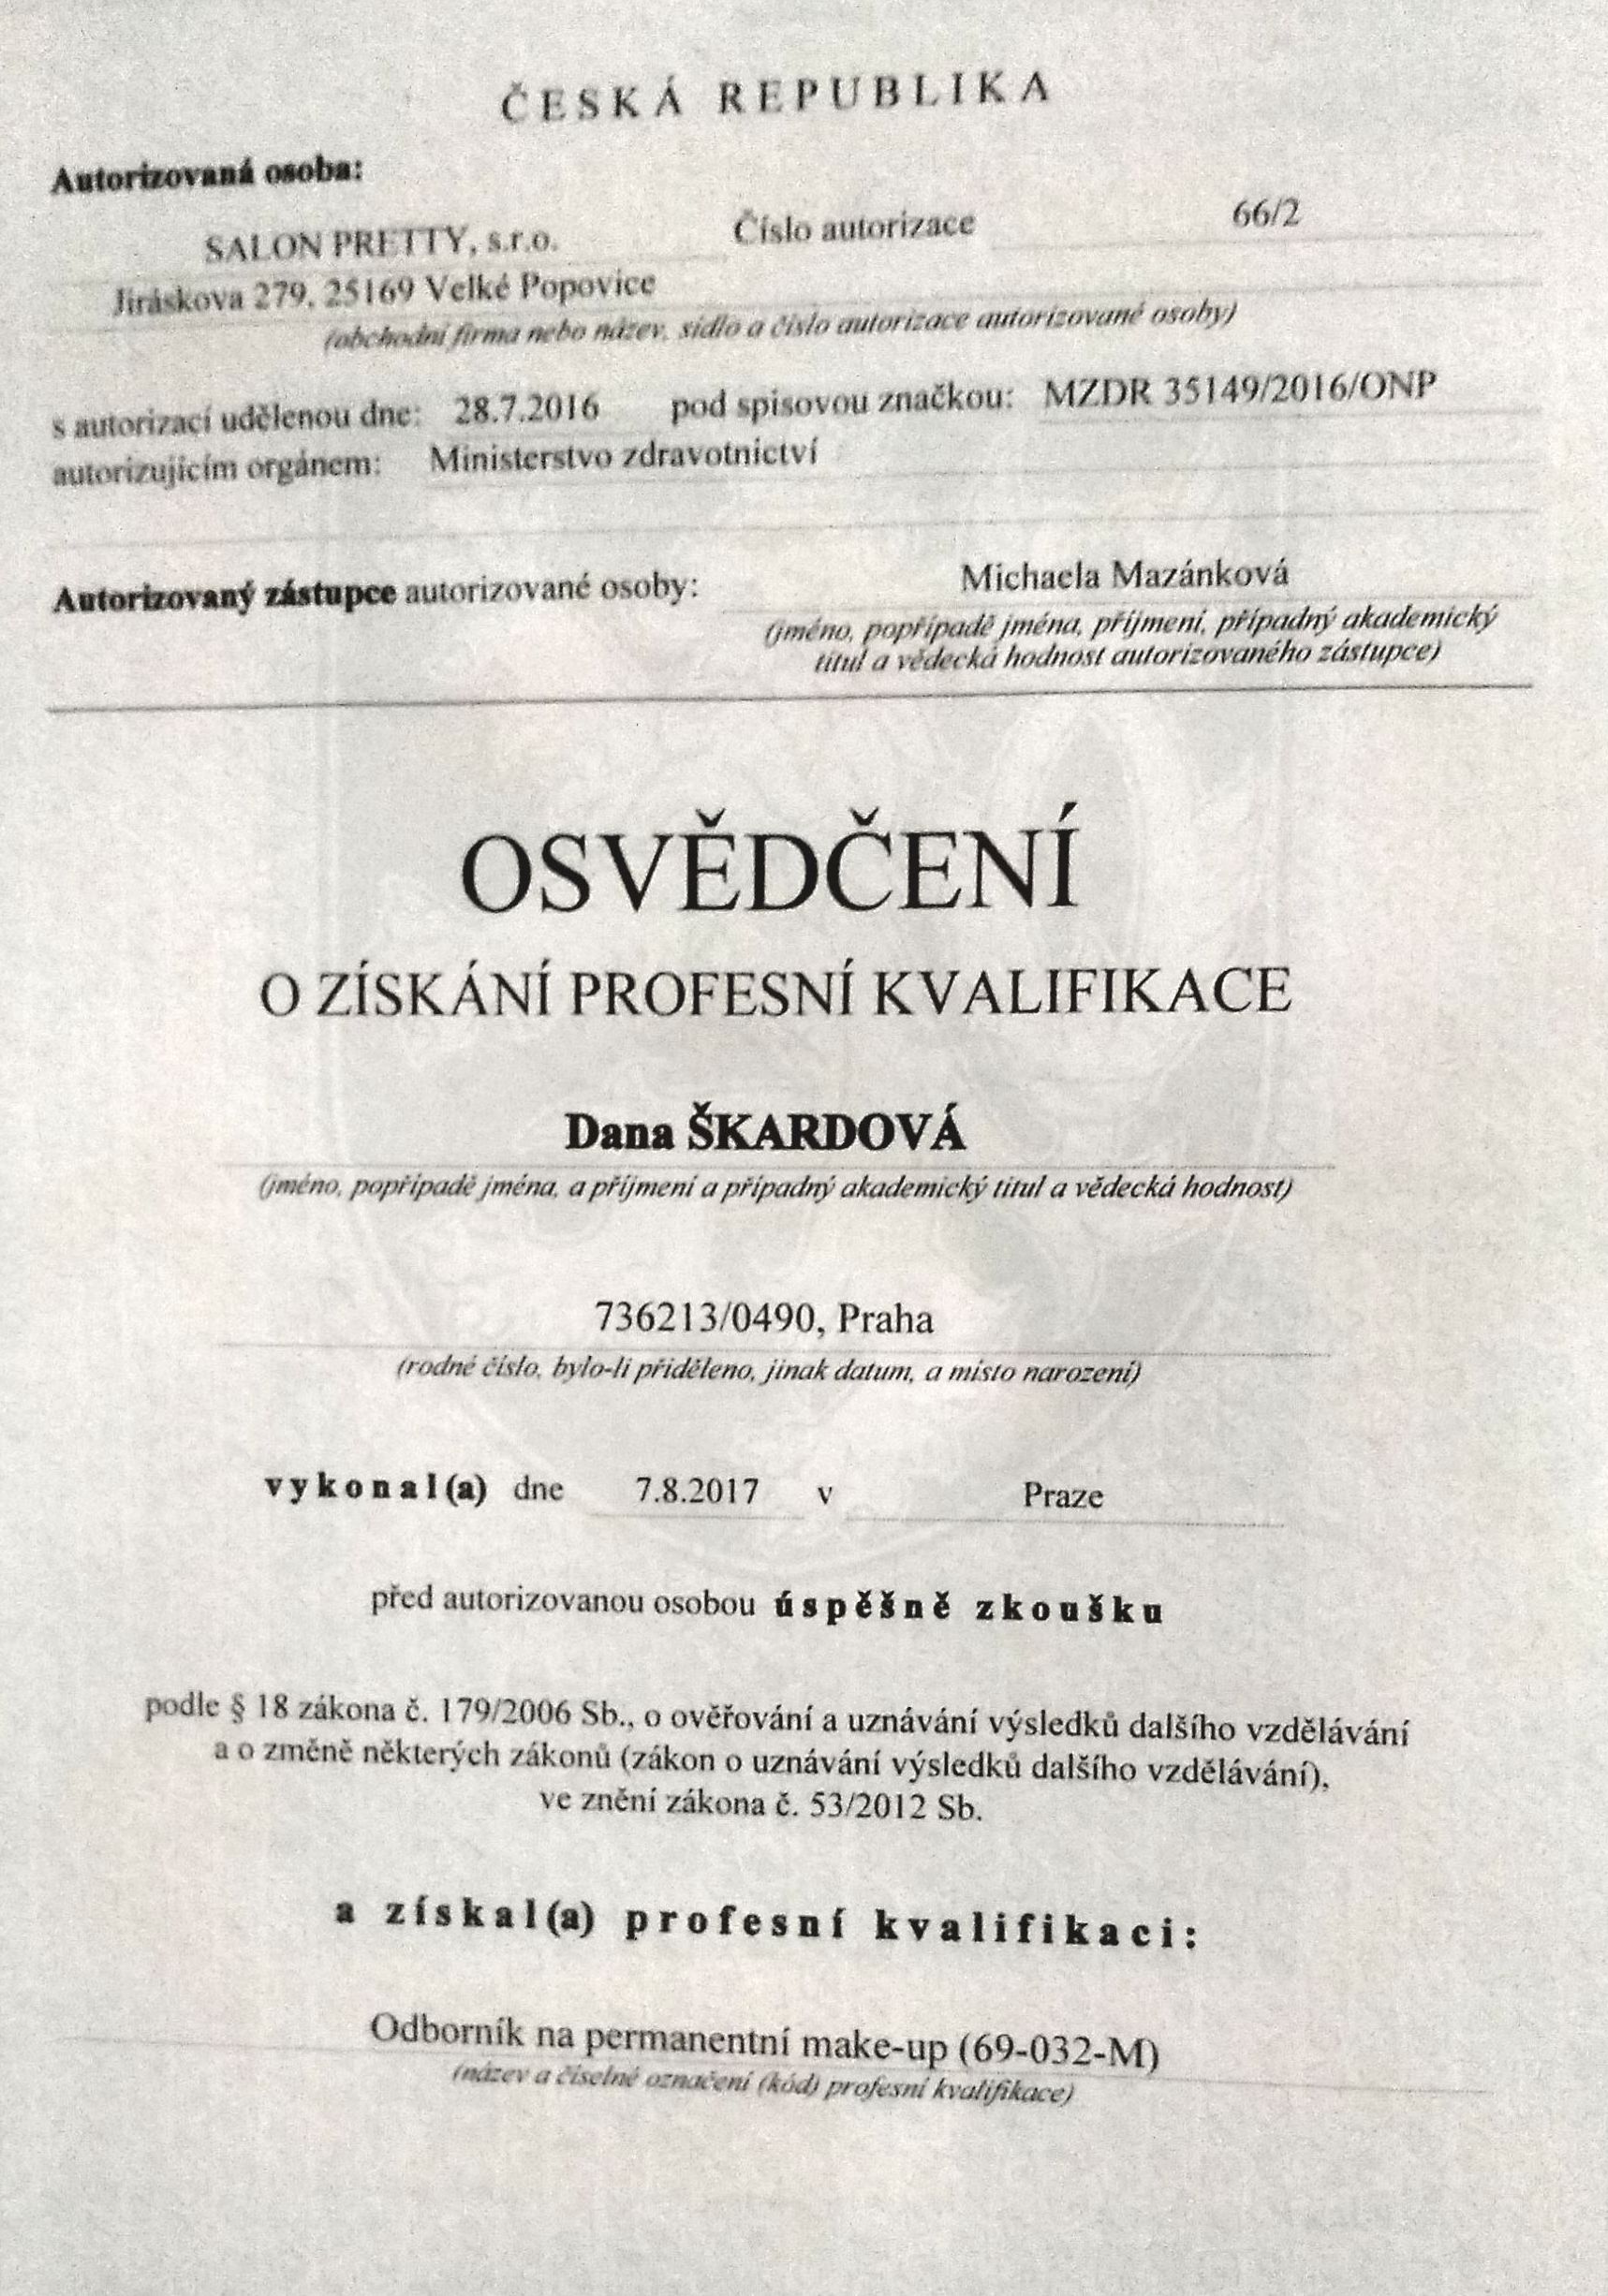 ČESKÁ REPUBLIKA
Autorizovaná osoba:
SALON PRETTY, s.r.o. Číslo autorizace 66/2
Jiráskova 279, 25169 Velké Popovice
(obchodní firma nebo název, sídlo a číslo autorizace autorizované osoby)
s autorizací udělenou dne: 28.7.2016 pod spisovou značkou: MZDR 35149/2016/ONP
autorizujícím orgánem: Ministerstvo zdravotnictví
Autorizovaný zástupce autorizované osoby: Michaela Mazánková
(jméno, popřípadě jména, příjmení, případný akademický
titul a vědecká hodnost autorizovaného zástupce)
OSVĚDČENÍ
O ZÍSKÁNÍ PROFESNÍ KVALIFIKACE
Dana ŠKARDOVÁ
(jméno, popřípadě jména, a příjmení a případný akademický titul a vědecká hodnost)
736213/0490, Praha
(rodné číslo, bylo-li přiděleno, jinak datum, a místo narození)
vykonal(a) dne 7.8.2017 v Praze
před autorizovanou osobou úspěšně zkoušku
podle § 18 zákona č. 179/2006 Sb., o ověřování a uznávání výsledků dalšího vzdělávání
a o změně některých zákonů (zákon o uznávání výsledků dalšího vzdělávání),
ve znění zákona č. 53/2012 Sb.
a získal(a) profesní kvalifikaci:
Odborník na permanentní make-up (69-032-M)
(název a číselné označení (kód) profesní kvalifikace)